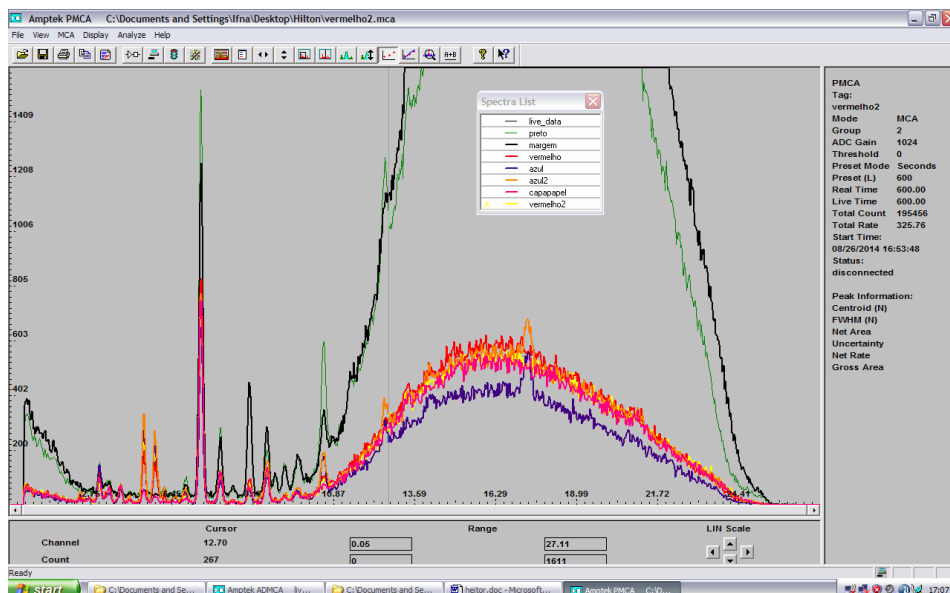 Amptek PMCA C:\Documents and Settings\lfna\Desktop\Hilton\vermelho2.mca
File View MCA Display Analyze Help
A+B
1409
1208
1006
805
603
402
200
10.87 13.59 16.29 18.99 21.72 24.41
Spectra List
live_data
preto
margem
vermelho
azul
azul2
capapapel
vermelho2
PMCA
Tag:
vermelho2
Mode MCA
Group 2
ADC Gain 1024
Threshold 0
Preset Mode Seconds
Preset (L) 600
Real Time 600.00
Live Time 600.00
Total Count 195456
Total Rate 325.76
Start Time:
08/26/2014 16:53:48
Status:
disconnected
Peak Information:
Centroid (N)
FWHM (N)
Net Area
Uncertainty
Net Rate
Gross Area
Cursor Range LIN Scale
Channel 12.70 0.05 27.11
Count 267 0 1611
Ready
start C:\Documents and Se... Amptek ADMCA liv... C:\Documents and Se... heitor.doc - Microsoft... Amptek PMCA C:\D... 17:07